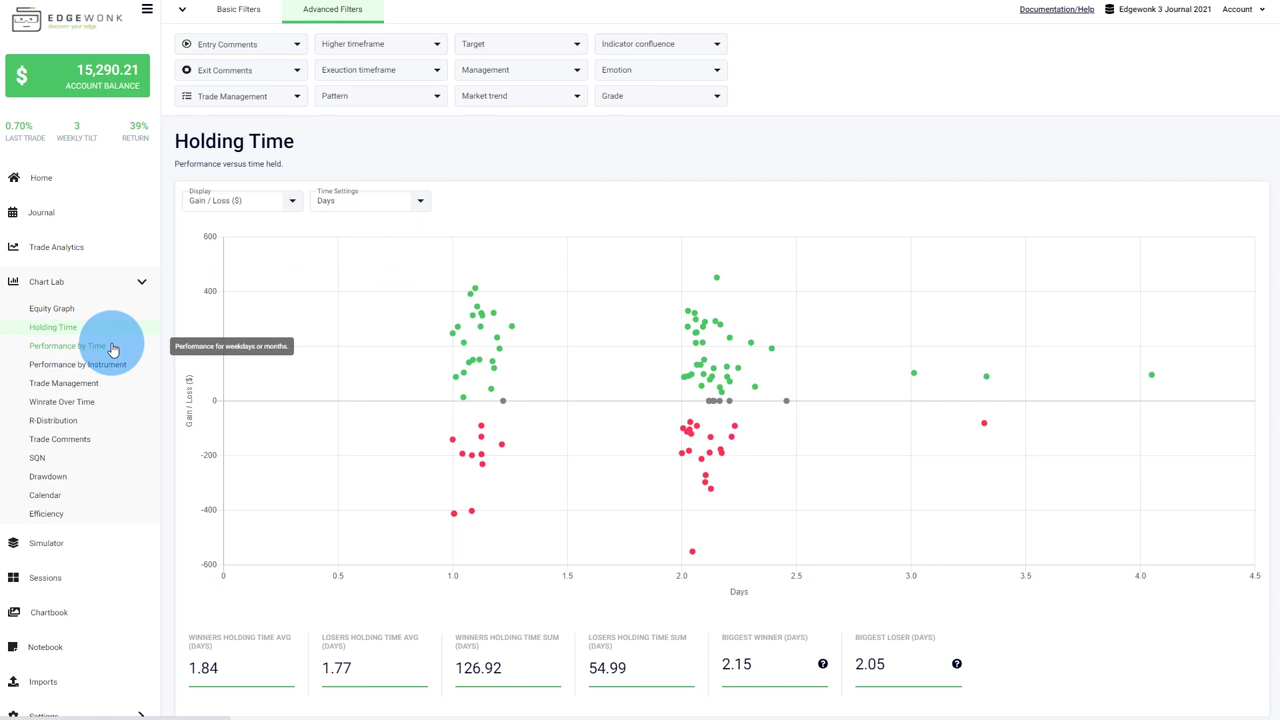 EDGEWONK
discover your edge
Basic Filters
Advanced Filters
Documentation/Help
Edgewonk 3 Journal 2021
Account
$
15,290.21
ACCOUNT BALANCE
0.70%
LAST TRADE
3
WEEKLY TILT
39%
RETURN
Home
Journal
Trade Analytics
Chart Lab
Equity Graph
Holding Time
Performance by Time
Performance by Instrument
Trade Management
Winrate Over Time
R-Distribution
Trade Comments
SQN
Drawdown
Calendar
Efficiency
Simulator
Sessions
Chartbook
Notebook
Imports
Settings
Performance for weekdays or months.
Entry Comments
Higher timeframe
Target
Indicator confluence
Exit Comments
Exeuction timeframe
Management
Emotion
Trade Management
Pattern
Market trend
Grade
Holding Time
Performance versus time held.
Display
Gain / Loss ($)
Time Settings
Days
600
400
200
0
-200
-400
-600
Gain / Loss ($)
0
0.5
1.0
1.5
2.0
2.5
3.0
3.5
4.0
4.5
Days
WINNERS HOLDING TIME AVG
(DAYS)
1.84
LOSERS HOLDING TIME AVG
(DAYS)
1.77
WINNERS HOLDING TIME SUM
(DAYS)
126.92
LOSERS HOLDING TIME SUM
(DAYS)
54.99
BIGGEST WINNER (DAYS)
2.15
?
BIGGEST LOSER (DAYS)
2.05
?